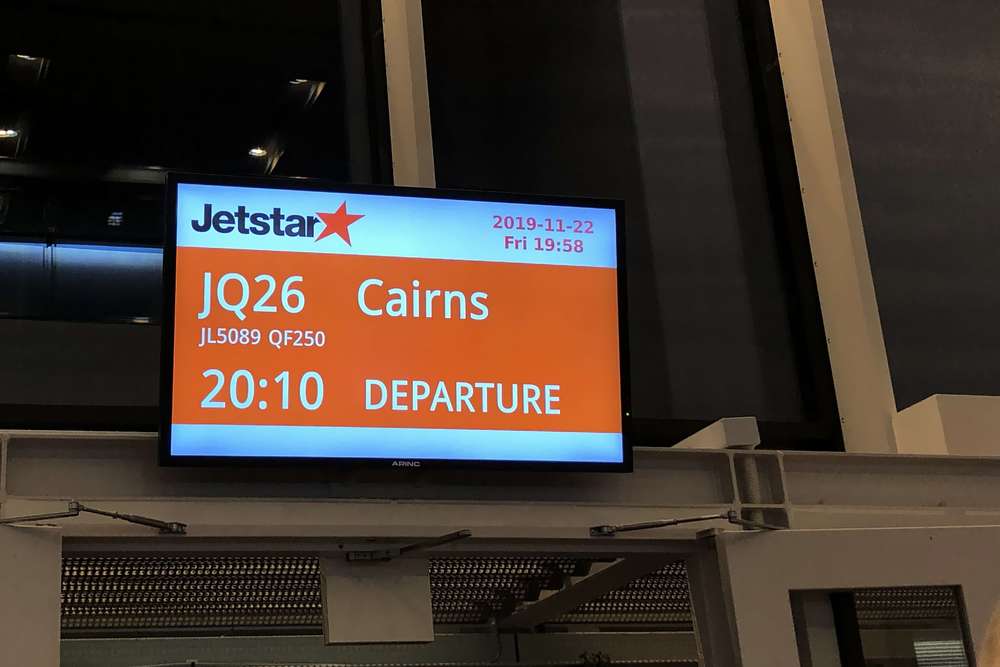 Jetstar
2019-11-22
Fri 19:58
JQ26 Cairns
JL5089 QF250
20:10 DEPARTURE
ARINC